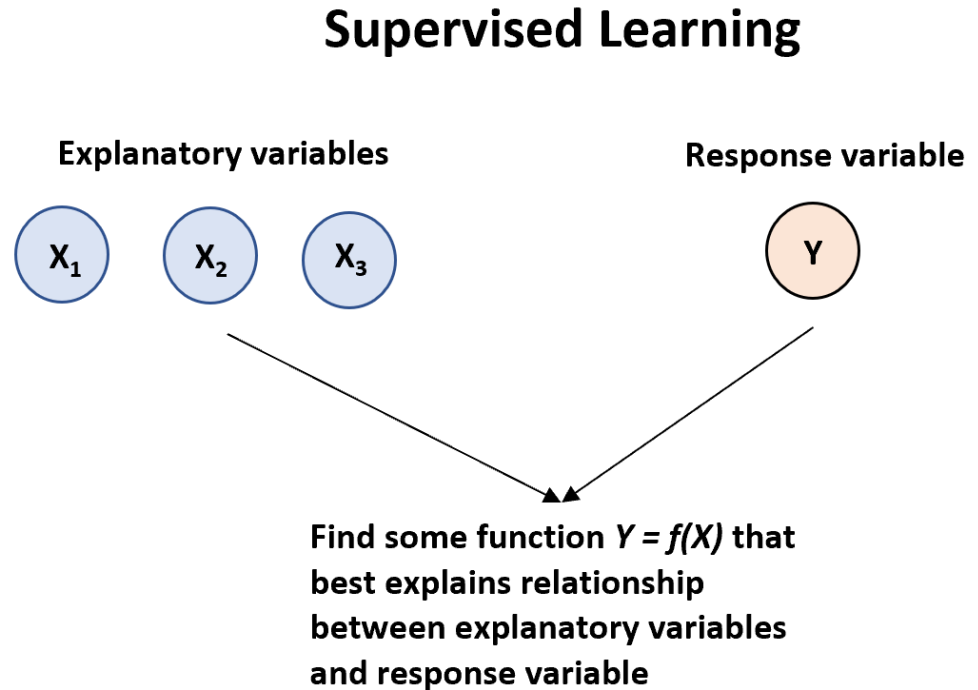 Supervised Learning
Explanatory variables
Response variable
X₁
X₂
X₃
Y
Find some function Y = f(X) that
best explains relationship
between explanatory variables
and response variable